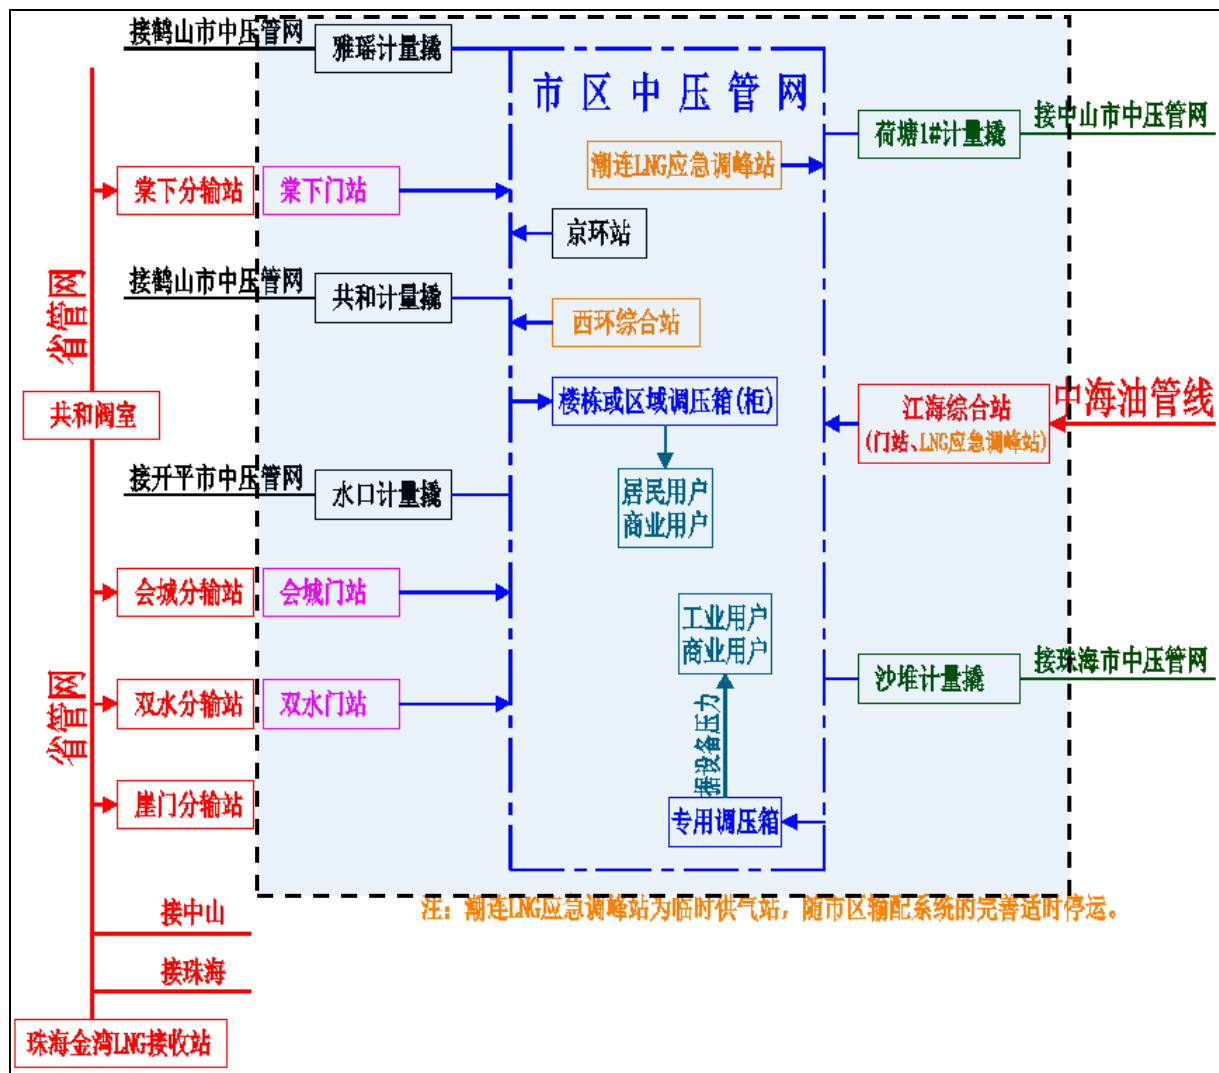 接鹤山市中压管网
雅瑶计量撬
市区中压管网
荷塘1#计量撬
接中山市中压管网
潮连LNG应急调峰站
棠下分输站
棠下门站
京环站
省管网
接鹤山市中压管网
共和计量撬
西环综合站
共和阀室
楼栋或区域调压箱(柜)
江海综合站
(门站、LNG应急调峰站)
中海油管线
接开平市中压管网
水口计量撬
居民用户
商业用户
会城分输站
会城门站
工业用户
商业用户
省管网
双水分输站
双水门站
沙堆计量撬
接珠海市中压管网
据设备压力
崖门分输站
专用调压箱
接中山
注：潮连LNG应急调峰站为临时供气站，随市区输配系统的完善适时停运。
接珠海
珠海金湾LNG接收站